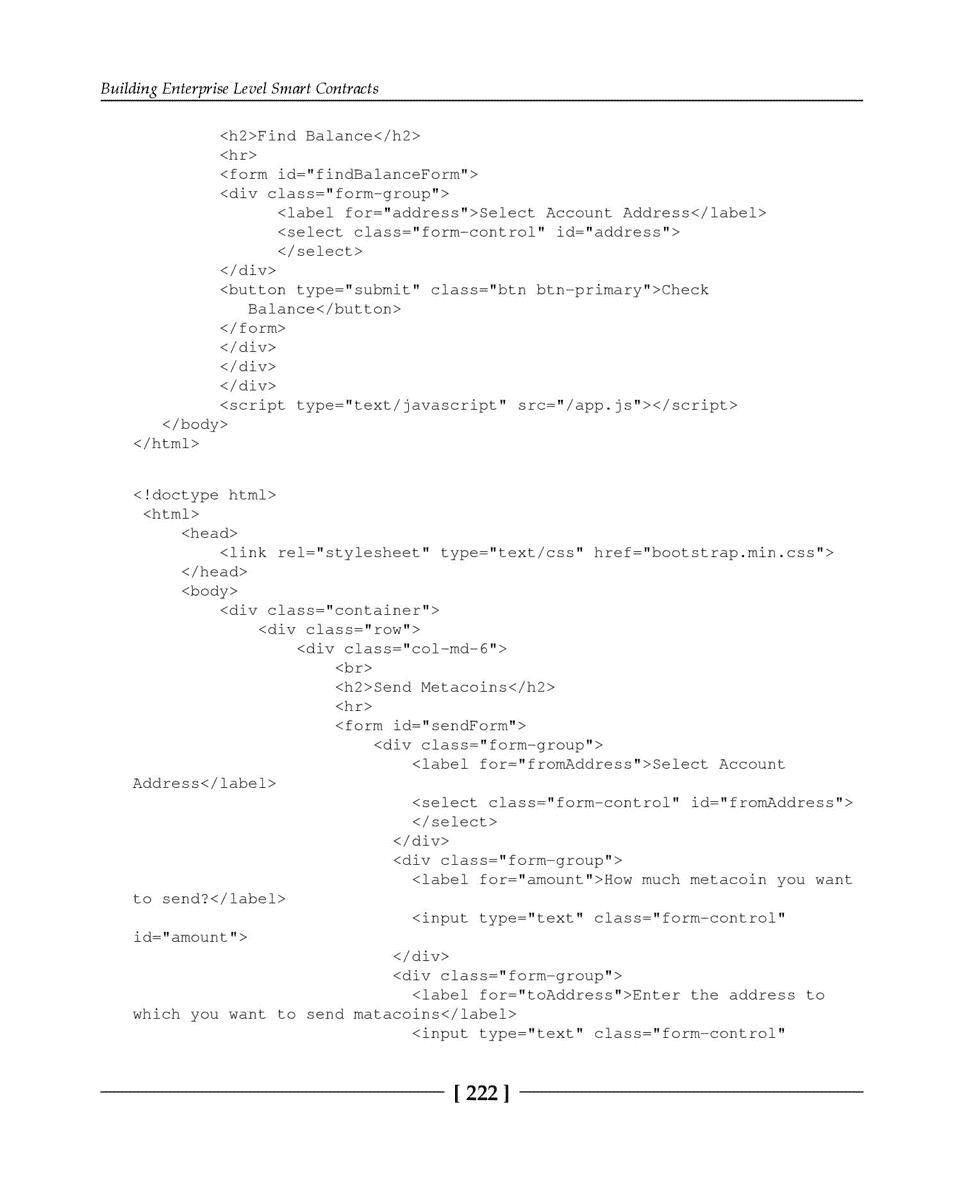 Building Enterprise Level Smart Contracts
<h2>Find Balance</h2>
<hr>
<form id="findBalanceForm">
<div class="form-group">
<label for="address">Select Account Address</label>
<select class="form-control" id="address">
</select>
</div>
<button type="submit" class="btn btn-primary">Check
Balance</button>
</form>
</div>
</div>
</div>
<script type="text/javascript" src="/app.js"></script>
</body>
</html>
<!doctype html>
<html>
<head>
<link rel="stylesheet" type="text/css" href="bootstrap.min.css">
</head>
<body>
<div class="container">
<div class="row">
<div class="col-md-6">
<br>
<h2>Send Metacoins</h2>
<hr>
<form id="sendForm">
<div class="form-group">
<label for="fromAddress">Select Account
Address</label>
<select class="form-control" id="fromAddress">
</select>
</div>
<div class="form-group">
<label for="amount">How much metacoin you want
to send?</label>
<input type="text" class="form-control"
id="amount">
</div>
<div class="form-group">
<label for="toAddress">Enter the address to
which you want to send matacoins</label>
<input type="text" class="form-control"
[ 222 ]